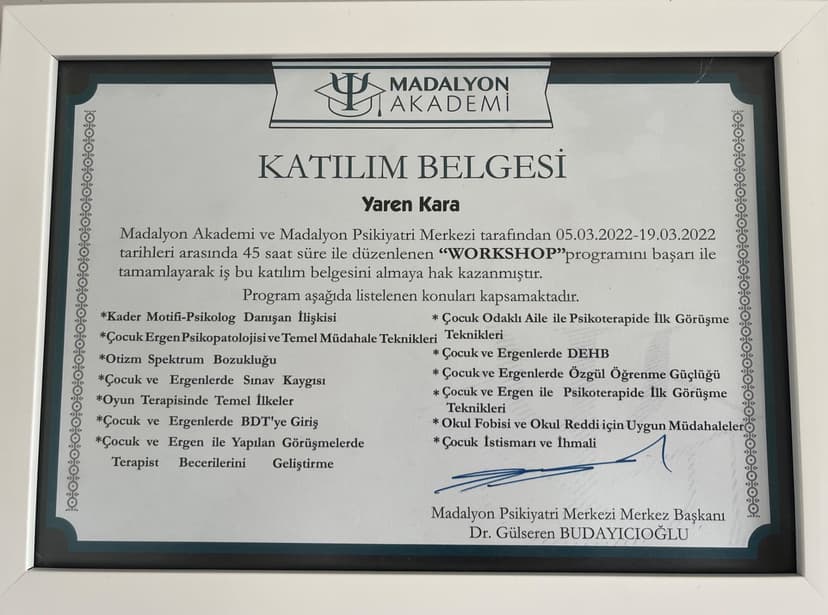 MADALYON
AKADEMİ
KATILIM BELGESİ
Yaren Kara
Madalyon Akademi ve Madalyon Psikiyatri Merkezi tarafından 05.03.2022-19.03.2022
tarihleri arasında 45 saat süre ile düzenlenen “WORKSHOP”programını başarı ile
tamamlayarak iş bu katılım belgesini almaya hak kazanmıştır.
Program aşağıda listelenen konuları kapsamaktadır.
*Kader Motifi-Psikolog Danışan İlişkisi
*Çocuk Ergen Psikopatolojisi ve Temel Müdahale Teknikleri
*Otizm Spektrum Bozukluğu
*Çocuk ve Ergenlerde Sınav Kaygısı
*Oyun Terapisinde Temel İlkeler
*Çocuk ve Ergenlerde BDT'ye Giriş
*Çocuk ve Ergen ile Yapılan Görüşmelerde
Terapist Becerilerini Geliştirme
* Çocuk Odaklı Aile ile Psikoterapide İlk Görüşme
Teknikleri
* Çocuk ve Ergenlerde DEHB
* Çocuk ve Ergenlerde Özgül Öğrenme Güçlüğü
* Çocuk ve Ergen ile Psikoterapide İlk Görüşme
Teknikleri
* Okul Fobisi ve Okul Reddi için Uygun Müdahaleler
* Çocuk İstismarı ve İhmali
Madalyon Psikiyatri Merkezi Merkez Başkanı
Dr. Gülseren BUDAYICIOĞLU